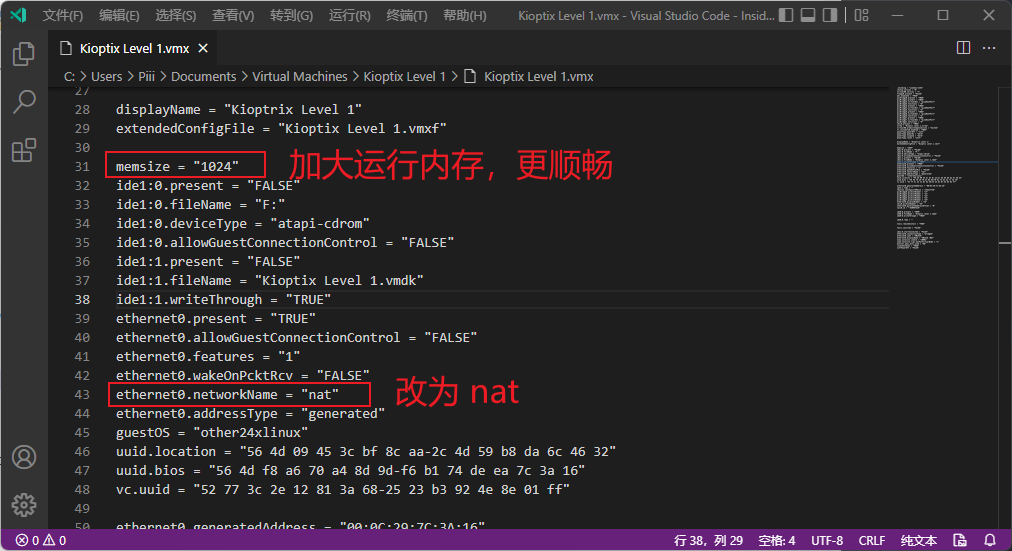 文件(F) 编辑(E) 选择(S) 查看(V) 转到(G) 运行(R) 终端(T) 帮助(H) Kioptix Level 1.vmx - Visual Studio Code - Insid...
Kioptix Level 1.vmx
C: > Users > Piii > Documents > Virtual Machines > Kioptix Level 1 > Kioptix Level 1.vmx
27
28 displayName = "Kioptrix Level 1"
29 extendedConfigFile = "Kioptix Level 1.vmxf"
30
31 memsize = "1024" 加大运行内存，更顺畅
32 ide1:0.present = "FALSE"
33 ide1:0.fileName = "F:"
34 ide1:0.deviceType = "atapi-cdrom"
35 ide1:0.allowGuestConnectionControl = "FALSE"
36 ide1:1.present = "FALSE"
37 ide1:1.fileName = "Kioptix Level 1.vmdk"
38 ide1:1.writeThrough = "TRUE"
39 ethernet0.present = "TRUE"
40 ethernet0.allowGuestConnectionControl = "FALSE"
41 ethernet0.features = "1"
42 ethernet0.wakeOnPcktRcv = "FALSE"
43 ethernet0.networkName = "nat" 改为 nat
44 ethernet0.addressType = "generated"
45 guestOS = "other24xlinux"
46 uuid.location = "56 4d 09 45 3c bf 8c aa-2c 4d 59 b8 da 6c 46 32"
47 uuid.bios = "56 4d f8 a6 70 a4 8d 9d-f6 b1 74 de ea 7c 3a 16"
48 vc.uuid = "52 77 3c 2e 12 81 3a 68-25 23 b3 92 4e 8e 01 ff"
49
50 ethernet0.generatedAddress = "00:0C:29:7C:3A:16"
0 0 行 38，列 29 空格: 4 UTF-8 CRLF 纯文本